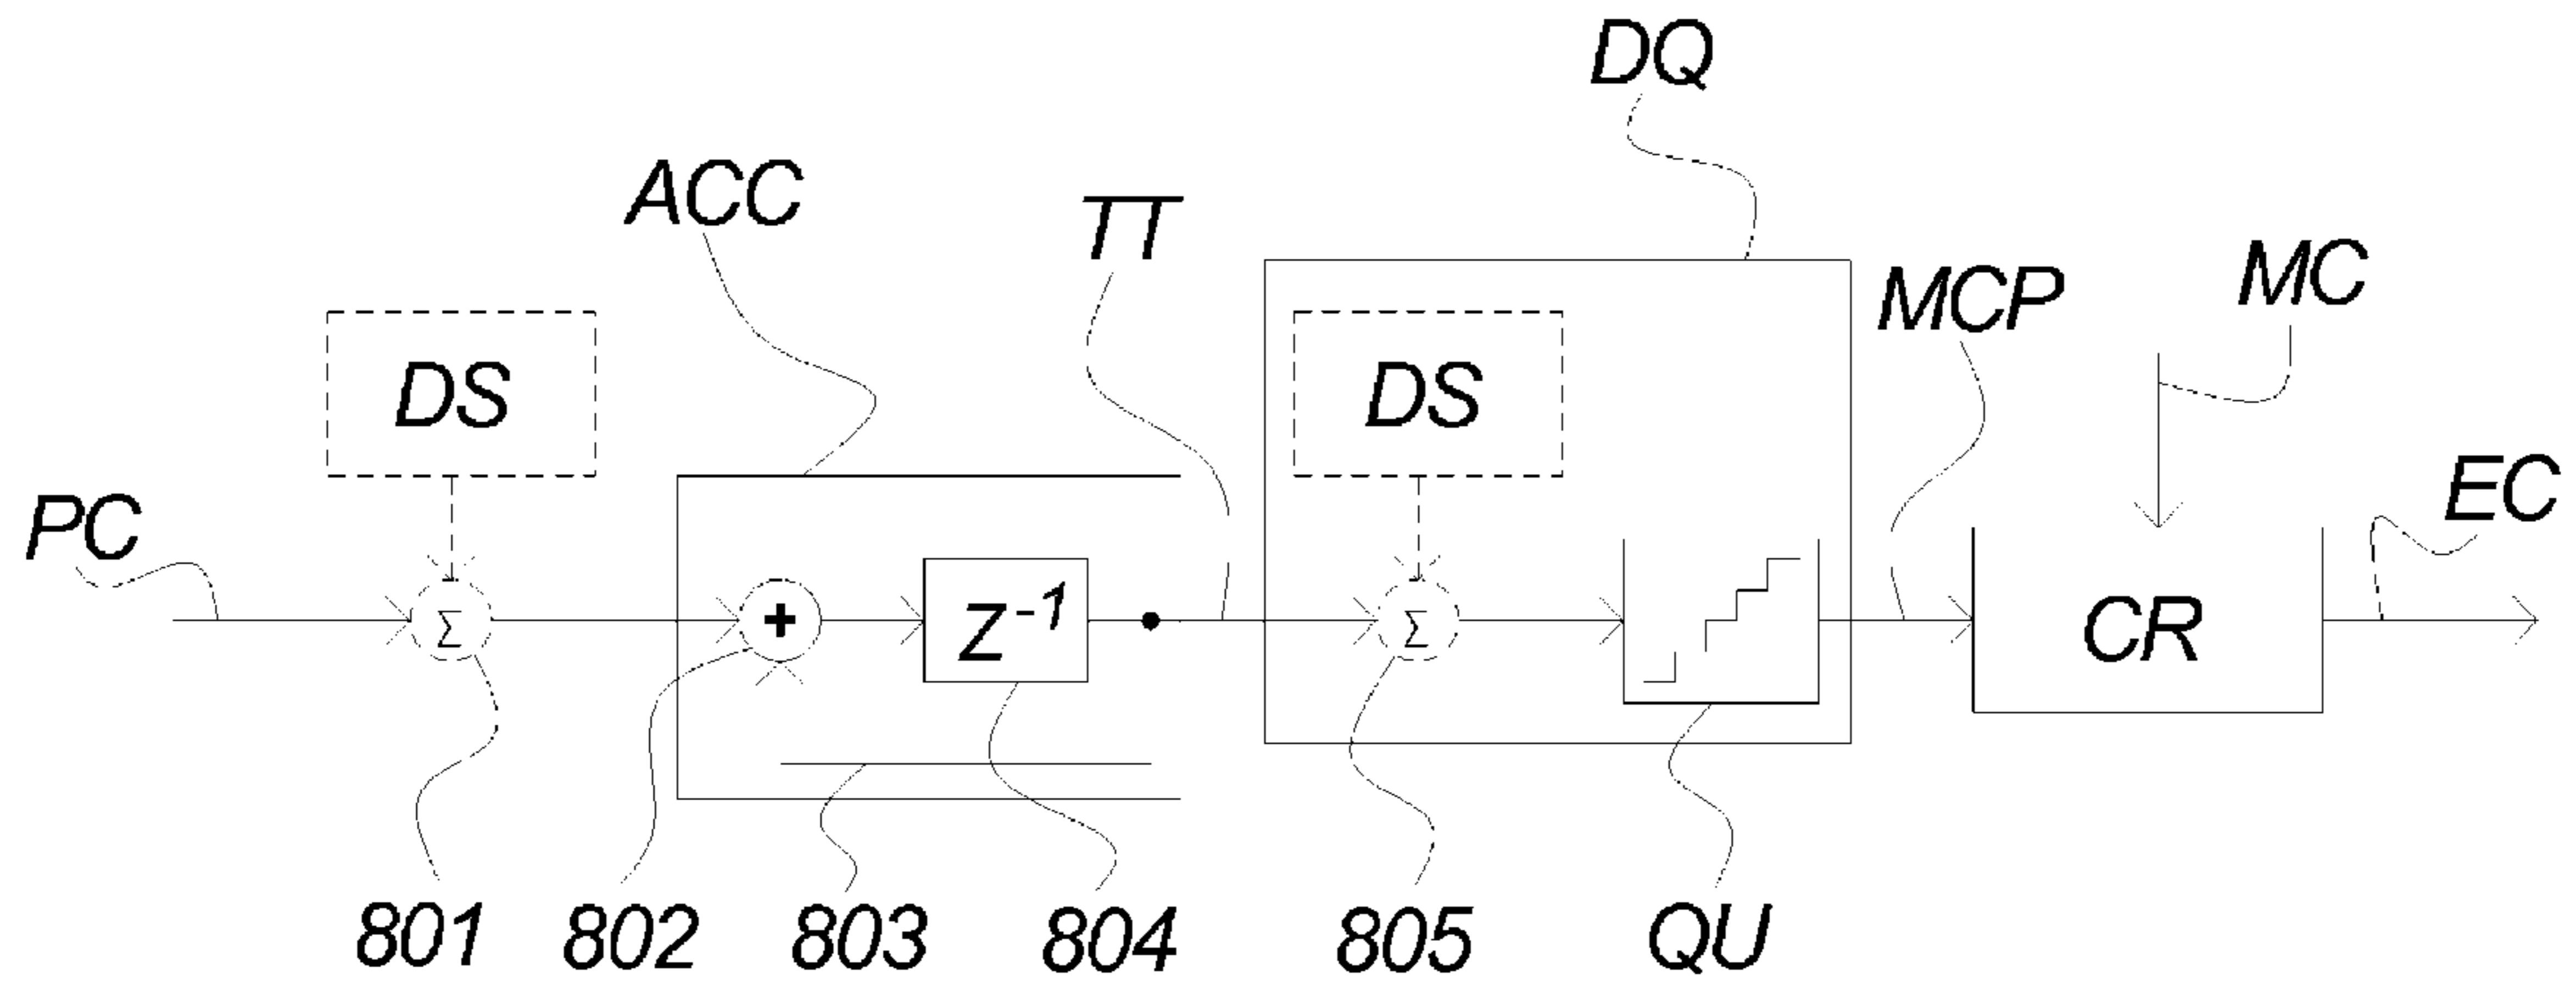 DQ
ACC
TT
MCP
MC
DS
DS
PC
EC
Σ
+
Z-1
Σ
CR
801
802
803
804
805
QU